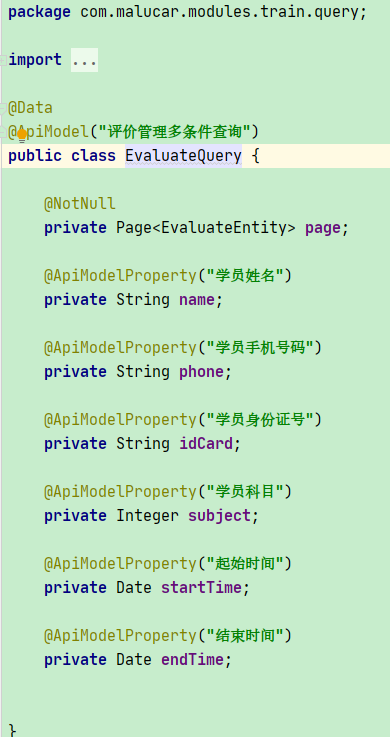 package com.malucar.modules.train.query;
import ...
@Data
@ApiModel("评价管理多条件查询")
public class EvaluateQuery {
@NotNull
private Page<EvaluateEntity> page;
@ApiModelProperty("学员姓名")
private String name;
@ApiModelProperty("学员手机号码")
private String phone;
@ApiModelProperty("学员身份证号")
private String idCard;
@ApiModelProperty("学员科目")
private Integer subject;
@ApiModelProperty("起始时间")
private Date startTime;
@ApiModelProperty("结束时间")
private Date endTime;
}